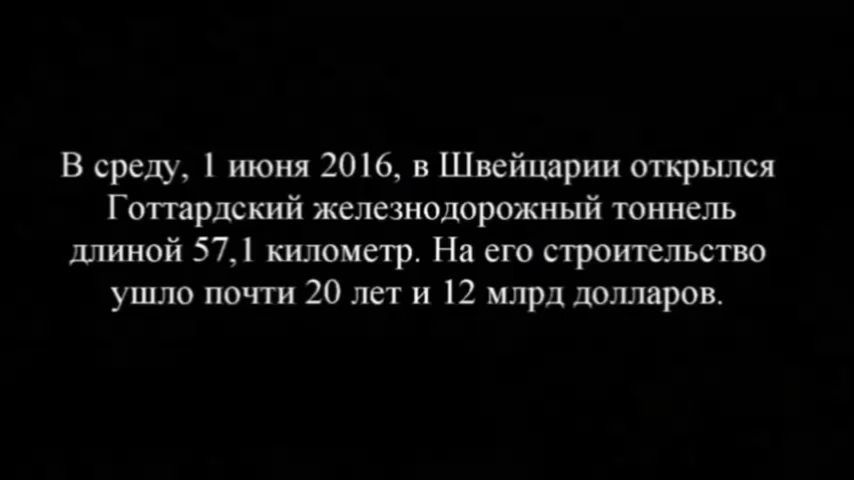 В среду, 1 июня 2016, в Швейцарии открылся
Готтардский железнодорожный тоннель
длиной 57,1 километр. На его строительство
ушло почти 20 лет и 12 млрд долларов.